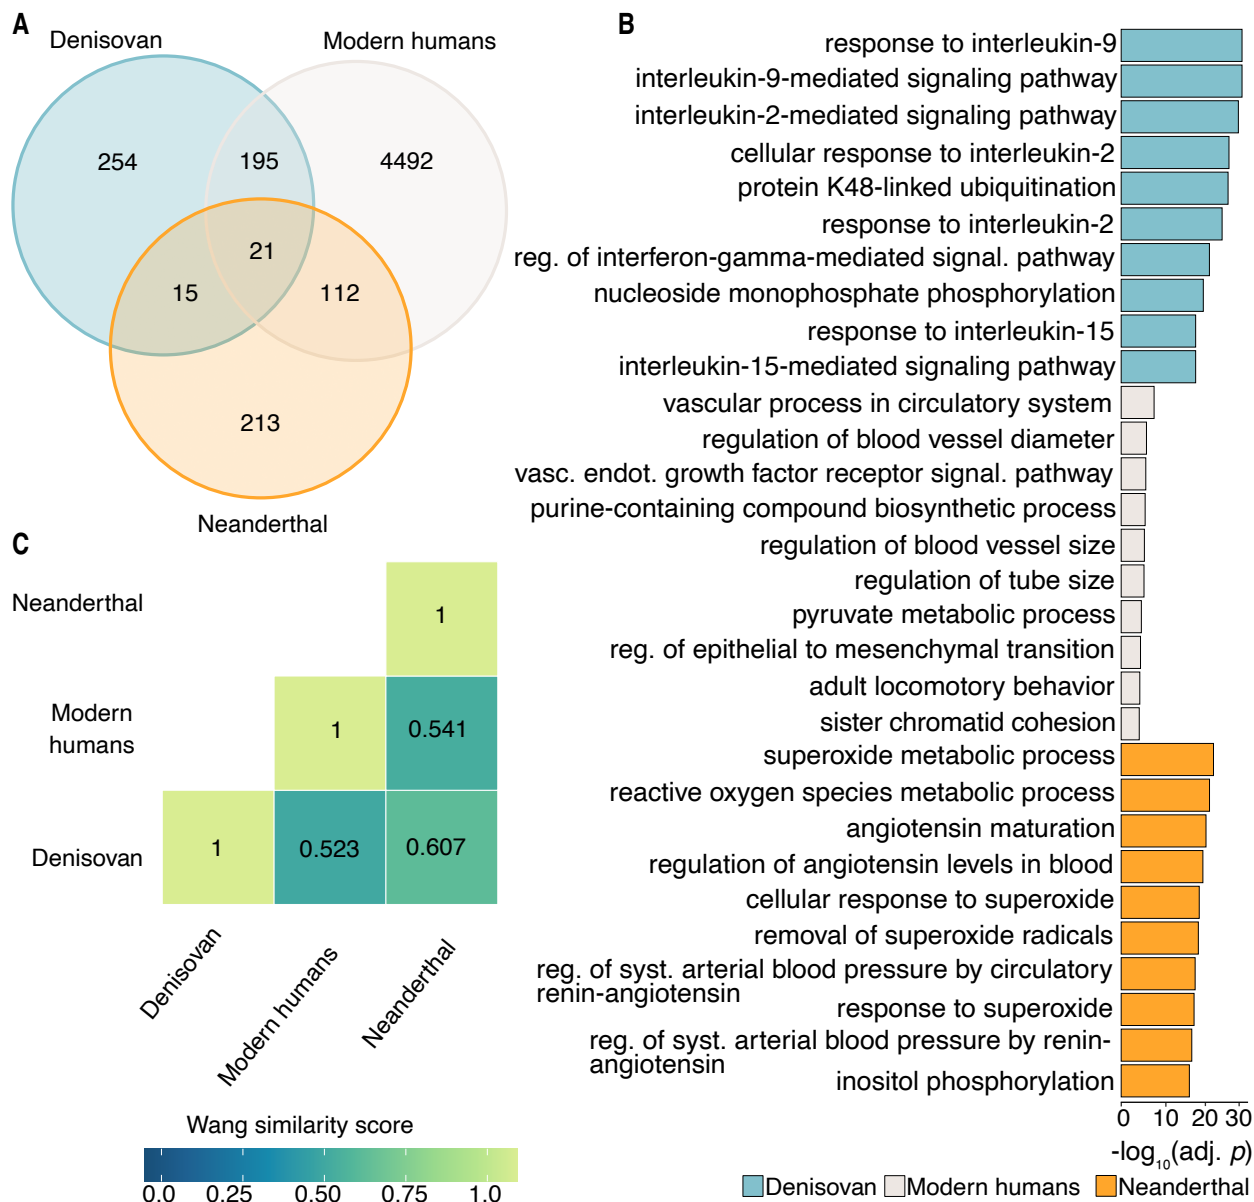 A
Denisovan
Modern humans
254
195
4492
21
15
112
213
Neanderthal
B
response to interleukin-9
interleukin-9-mediated signaling pathway
interleukin-2-mediated signaling pathway
cellular response to interleukin-2
protein K48-linked ubiquitination
response to interleukin-2
reg. of interferon-gamma-mediated signal. pathway
nucleoside monophosphate phosphorylation
response to interleukin-15
interleukin-15-mediated signaling pathway
vascular process in circulatory system
regulation of blood vessel diameter
vasc. endot. growth factor receptor signal. pathway
purine-containing compound biosynthetic process
regulation of blood vessel size
regulation of tube size
pyruvate metabolic process
reg. of epithelial to mesenchymal transition
adult locomotory behavior
sister chromatid cohesion
superoxide metabolic process
reactive oxygen species metabolic process
angiotensin maturation
regulation of angiotensin levels in blood
cellular response to superoxide
removal of superoxide radicals
reg. of syst. arterial blood pressure by circulatory
renin-angiotensin
response to superoxide
reg. of syst. arterial blood pressure by renin-
angiotensin
inositol phosphorylation
0 10 20 30
-log10(adj. p)
Denisovan Modern humans Neanderthal
C
Neanderthal
1
Modern
humans
1 0.541
Denisovan
1 0.523 0.607
Denisovan
Modern humans
Neanderthal
Wang similarity score
0.0 0.25 0.50 0.75 1.0